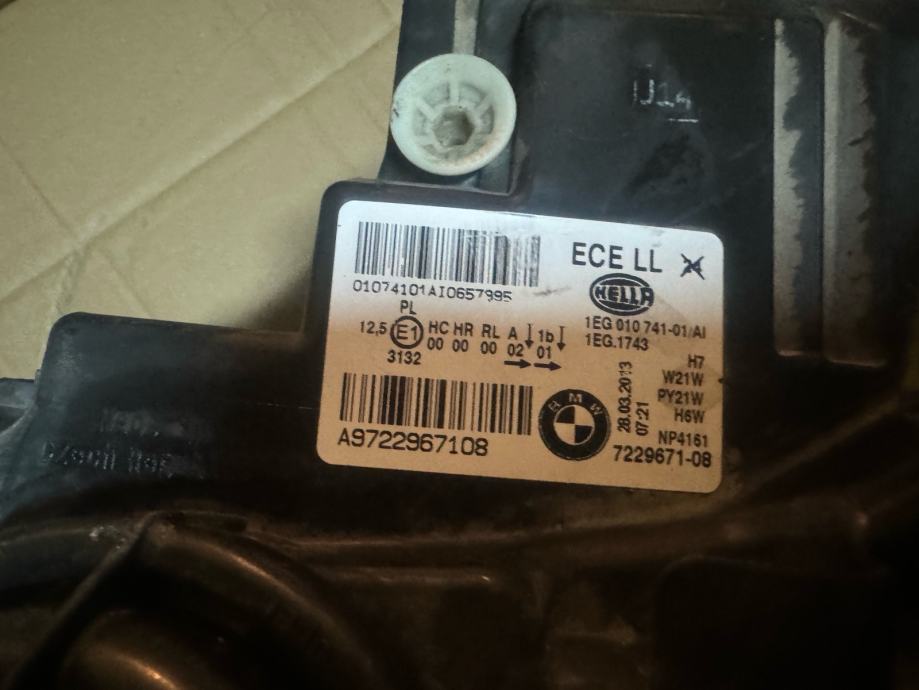 U14
ECE LL
01074101AI0657995
HELLA
1EG 010 741-01/AI
1EG.1743
PL
12,5 E1 HC HR RL A 1b
00 00 00 02 01
3132
28.03.2013
07:21
H7
W21W
PY21W
H6W
NP4161
BMW
A9722967108
7229671-08